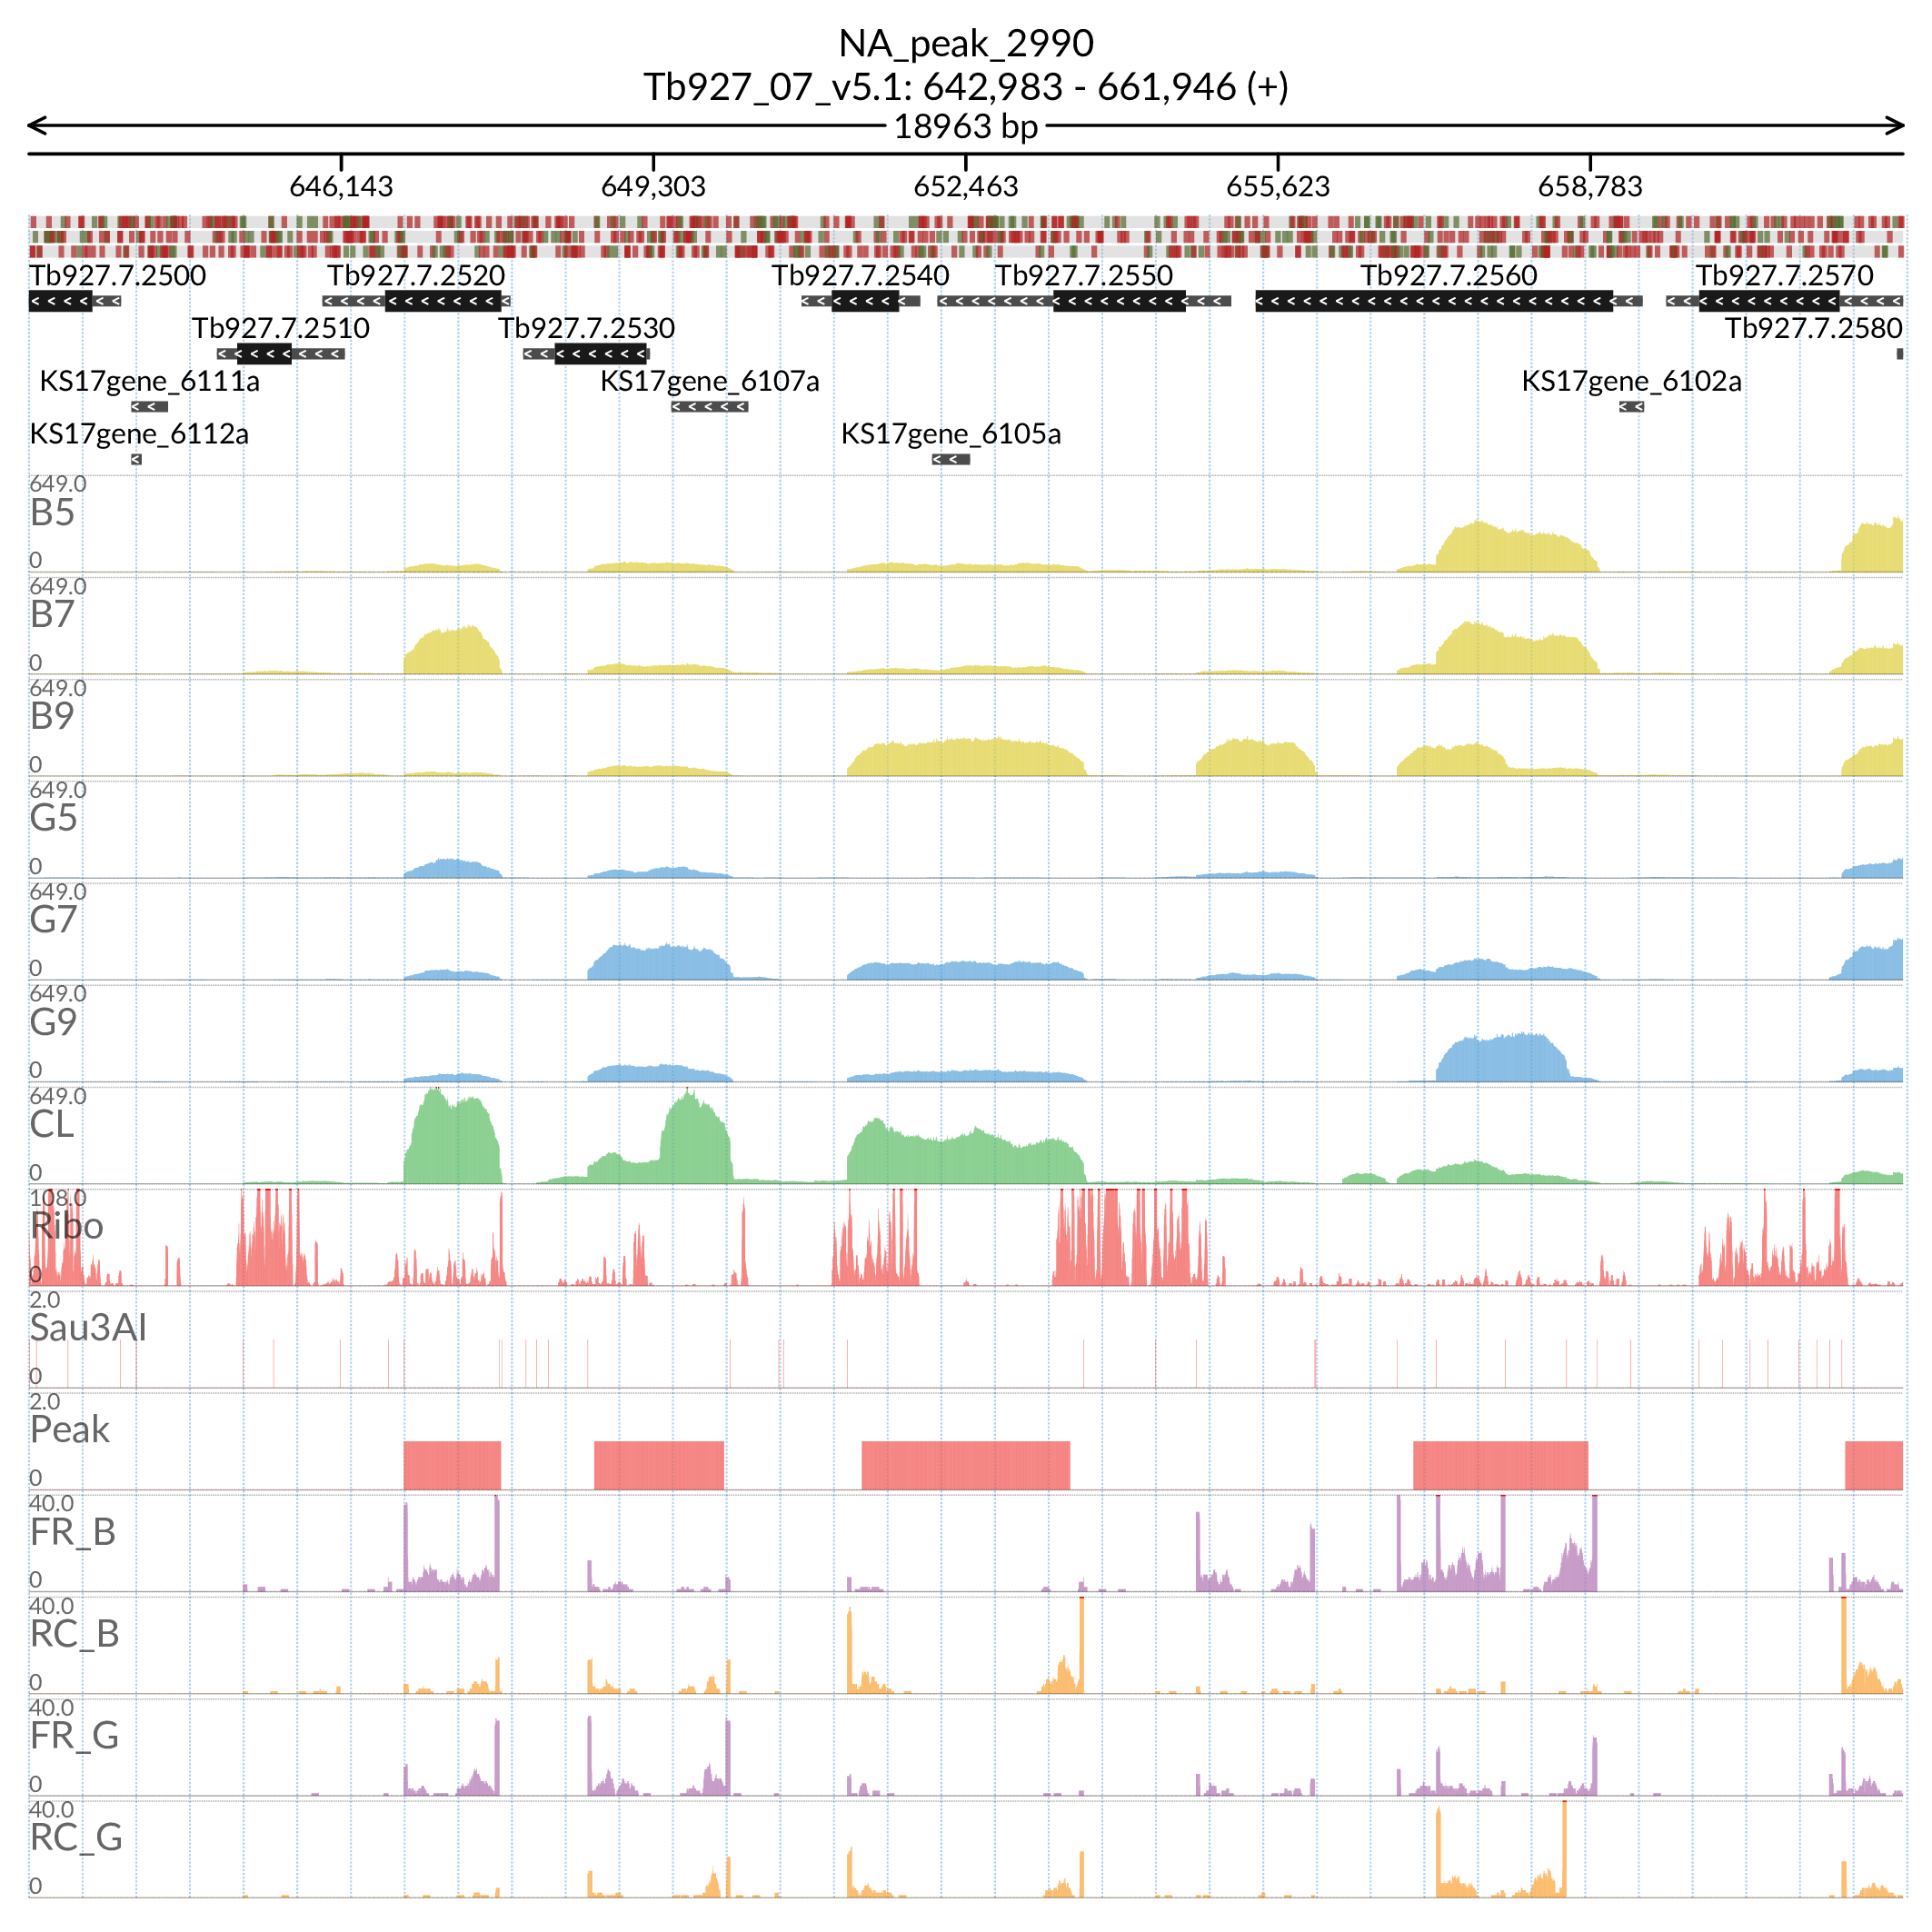 NA_peak_2990
Tb927_07_v5.1: 642,983 - 661,946 (+)
18963 bp
646,143 649,303 652,463 655,623 658,783
Tb927.7.2500 Tb927.7.2520 Tb927.7.2540 Tb927.7.2550 Tb927.7.2560 Tb927.7.2570
Tb927.7.2510 Tb927.7.2530 Tb927.7.2580
KS17gene_6111a KS17gene_6107a KS17gene_6102a
KS17gene_6112a KS17gene_6105a
649.0
B5
0
649.0
B7
0
649.0
B9
0
649.0
G5
0
649.0
G7
0
649.0
G9
0
649.0
CL
0
108.0
Ribo
0
2.0
Sau3AI
0
2.0
Peak
0
40.0
FR_B
0
40.0
RC_B
0
40.0
FR_G
0
40.0
RC_G
0